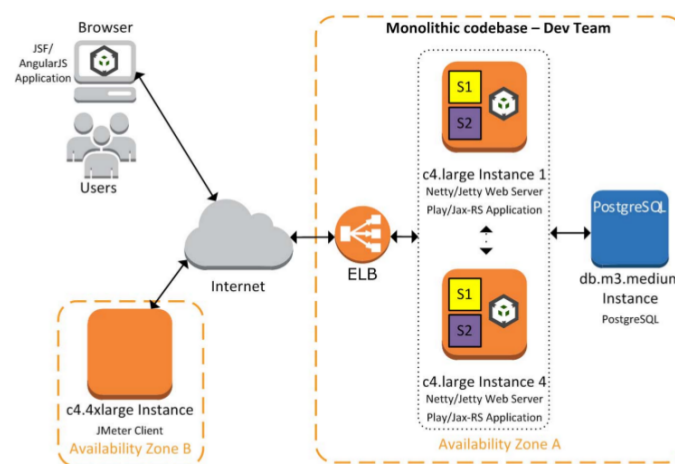 Browser
JSF/
AngularJS
Application
Users
Internet
c4.4xlarge Instance
JMeter Client
Availability Zone B
Monolithic codebase – Dev Team
ELB
S1
S2
c4.large Instance 1
Netty/Jetty Web Server
Play/Jax-RS Application
S1
S2
c4.large Instance 4
Netty/Jetty Web Server
Play/Jax-RS Application
PostgreSQL
db.m3.medium
Instance
PostgreSQL
Availability Zone A